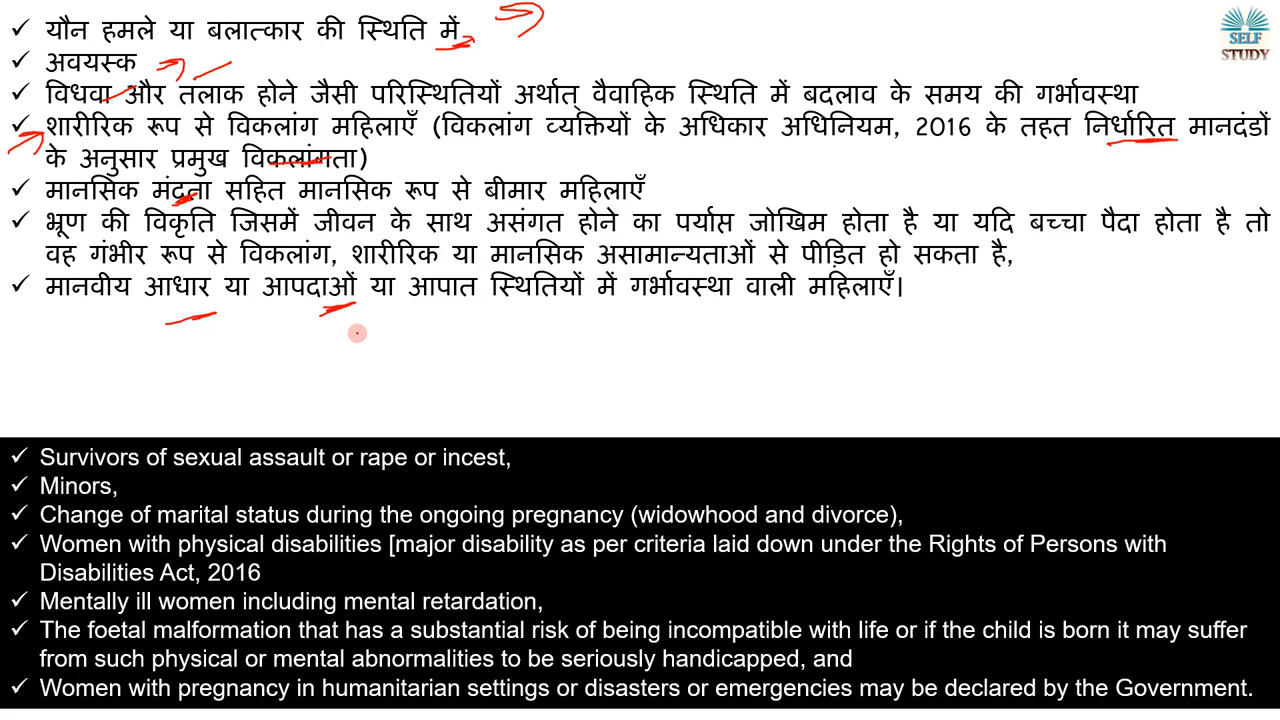 ✓ यौन हमले या बलात्कार की स्थिति में
SELF
STUDY
✓ अवयस्क
✓ विधवा और तलाक होने जैसी परिस्थितियों अर्थात् वैवाहिक स्थिति में बदलाव के समय की गर्भावस्था
✓ शारीरिक रूप से विकलांग महिलाएँ (विकलांग व्यक्तियों के अधिकार अधिनियम, 2016 के तहत निर्धारित मानदंडों
के अनुसार प्रमुख विकलांगता)
✓ मानसिक मंदता सहित मानसिक रूप से बीमार महिलाएँ
✓ भ्रूण की विकृति जिसमें जीवन के साथ असंगत होने का पर्याप्त जोखिम होता है या यदि बच्चा पैदा होता है तो
वह गंभीर रूप से विकलांग, शारीरिक या मानसिक असामान्यताओं से पीड़ित हो सकता है,
✓ मानवीय आधार या आपदाओं या आपात स्थितियों में गर्भावस्था वाली महिलाएँ।
✓ Survivors of sexual assault or rape or incest,
✓ Minors,
✓ Change of marital status during the ongoing pregnancy (widowhood and divorce),
✓ Women with physical disabilities [major disability as per criteria laid down under the Rights of Persons with
Disabilities Act, 2016
✓ Mentally ill women including mental retardation,
✓ The foetal malformation that has a substantial risk of being incompatible with life or if the child is born it may suffer
from such physical or mental abnormalities to be seriously handicapped, and
✓ Women with pregnancy in humanitarian settings or disasters or emergencies may be declared by the Government.